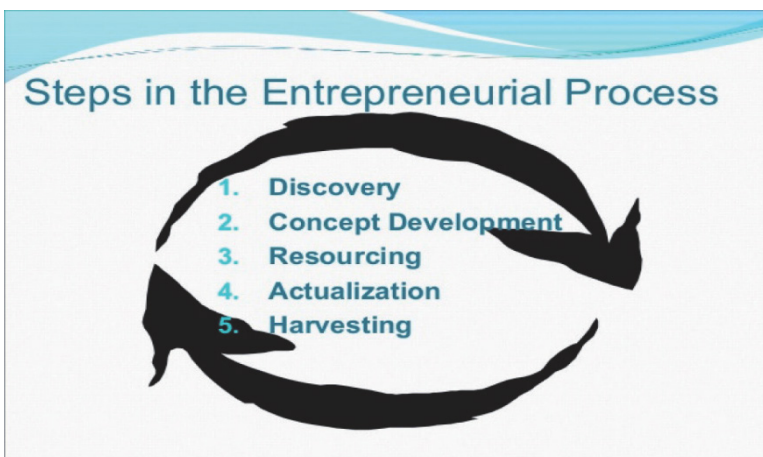 Steps in the Entrepreneurial Process
1. Discovery
2. Concept Development
3. Resourcing
4. Actualization
5. Harvesting